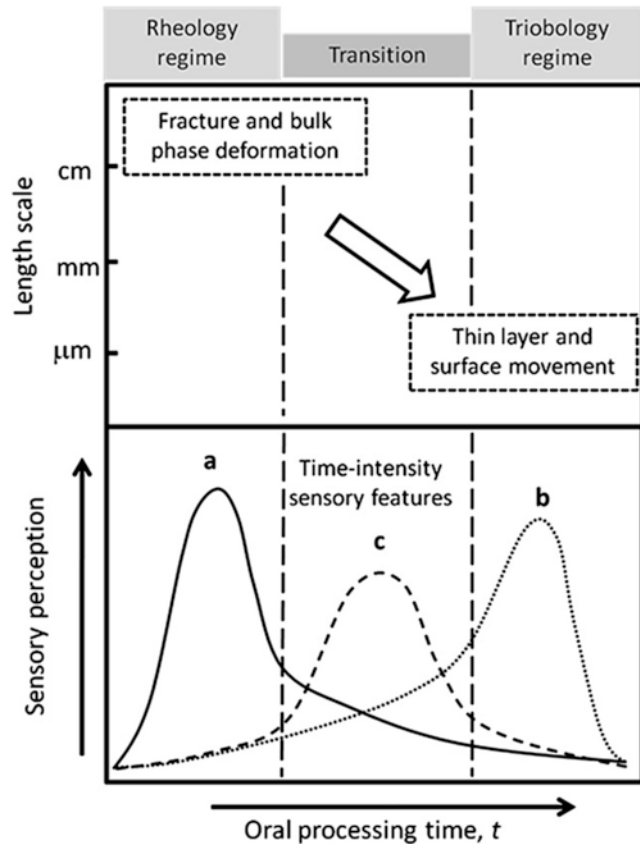 Rheology
regime
Transition
Triobology
regime
Fracture and bulk
phase deformation
Length scale
cm
mm
μm
Thin layer and
surface movement
Sensory perception
a
Time-intensity
sensory features
b
c
Oral processing time, t